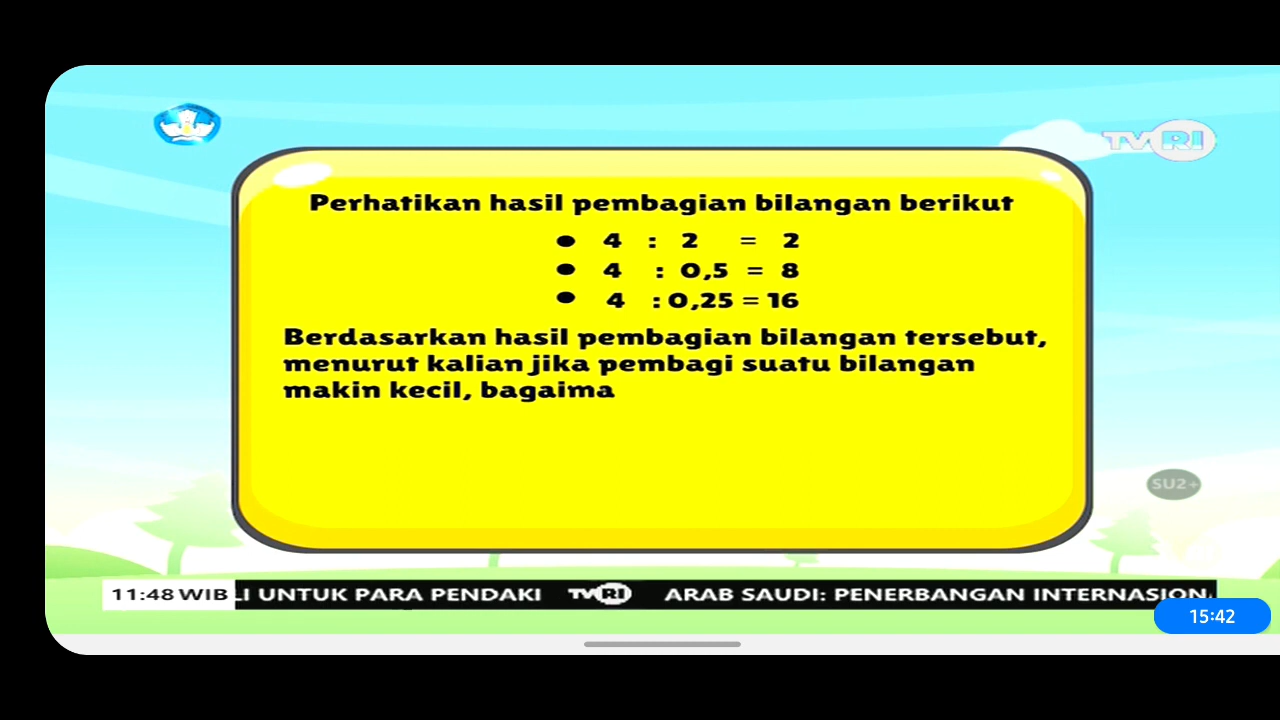 TVRI
Perhatikan hasil pembagian bilangan berikut
● 4 : 2 = 2
● 4 : 0,5 = 8
● 4 : 0,25 = 16
Berdasarkan hasil pembagian bilangan tersebut,
menurut kalian jika pembagi suatu bilangan
makin kecil, bagaima
SU2+
11:48 WIB LI UNTUK PARA PENDAKI TVRI ARAB SAUDI: PENERBANGAN INTERNASION
15:42